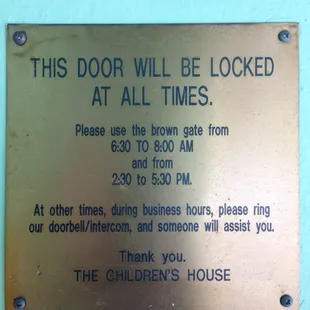 THIS DOOR WILL BE LOCKED
AT ALL TIMES.
Please use the brown gate from
6:30 TO 8:00 AM
and from
2:30 to 5:30 PM.
At other times, during business hours, please ring
our doorbell/intercom, and someone will assist you.
Thank you.
THE CHILDREN'S HOUSE